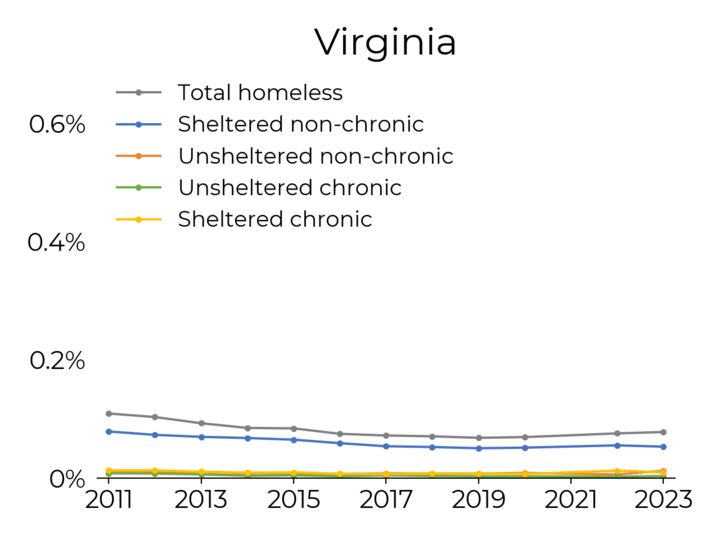 Virginia
Total homeless
Sheltered non-chronic
Unsheltered non-chronic
Unsheltered chronic
Sheltered chronic
0.6%
0.4%
0.2%
0%
2011 2013 2015 2017 2019 2021 2023